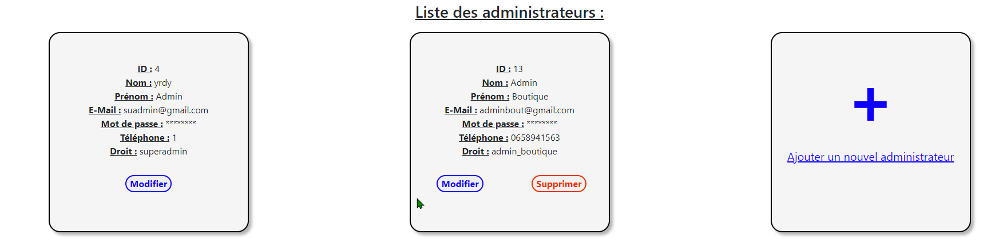 Liste des administrateurs :
ID : 4
Nom : yrdy
Prénom : Admin
E-Mail : suadmin@gmail.com
Mot de passe : ********
Téléphone : 1
Droit : superadmin
Modifier
ID : 13
Nom : Admin
Prénom : Boutique
E-Mail : adminbout@gmail.com
Mot de passe : ********
Téléphone : 0658941563
Droit : admin_boutique
Modifier
Supprimer
+
Ajouter un nouvel administrateur